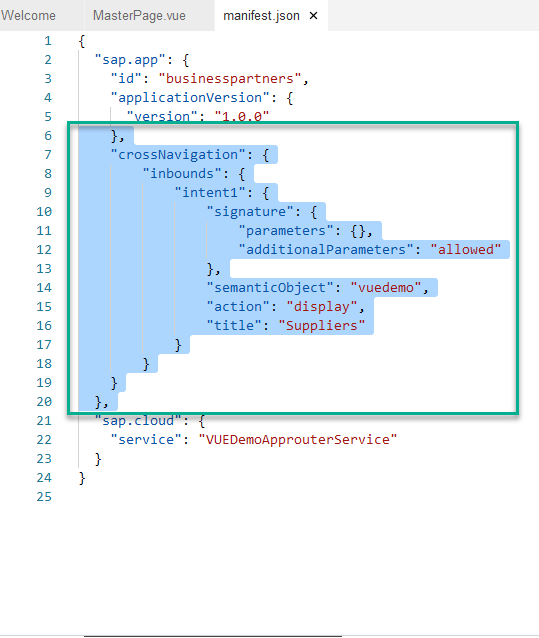 Welcome MasterPage.vue manifest.json ×
1 {
2 "sap.app": {
3 "id": "businesspartners",
4 "applicationVersion": {
5 "version": "1.0.0"
6 },
7 "crossNavigation": {
8 "inbounds": {
9 "intent1": {
10 "signature": {
11 "parameters": {},
12 "additionalParameters": "allowed"
13 },
14 "semanticObject": "vuedemo",
15 "action": "display",
16 "title": "Suppliers"
17 }
18 }
19 }
20 },
21 "sap.cloud": {
22 "service": "VUEDemoApprouterService"
23 }
24 }
25